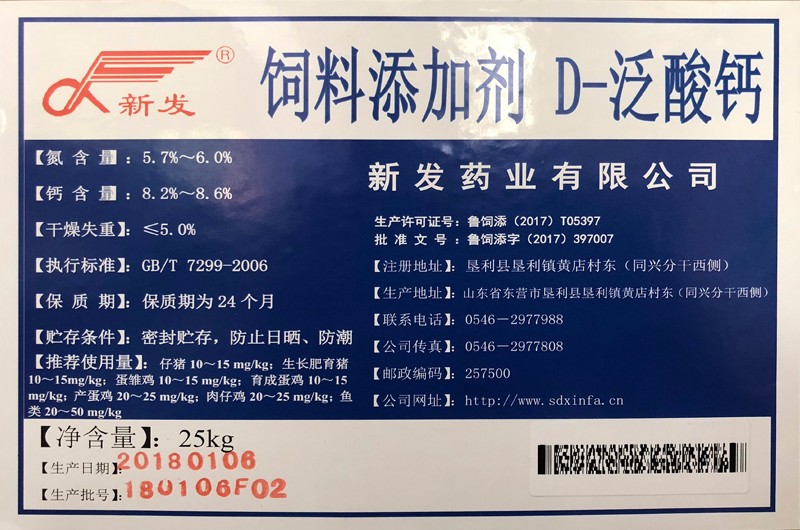 新发®
饲料添加剂 D-泛酸钙
【氮 含 量】：5.7%～6.0%
【钙 含 量】：8.2%～8.6%
【干燥失重】：≤5.0%
【执行标准】：GB/T 7299-2006
【保 质 期】：保质期为 24 个月
【贮存条件】：密封贮存，防止日晒、防潮
【推荐使用量】：仔猪 10～15 mg/kg；生长肥育猪
10～15mg/kg；蛋雏鸡 10～15 mg/kg；育成蛋鸡 10～15
mg/kg；产蛋鸡 20～25 mg/kg；肉仔鸡 20～25 mg/kg；鱼
类 20～50 mg/kg
新发药业有限公司
生产许可证号：鲁饲添（2017）T05397
批 准 文 号：鲁饲添字（2017）397007
【注册地址】：垦利县垦利镇黄店村东（同兴分干西侧）
【生产地址】：山东省东营市垦利县垦利镇黄店村东（同兴分干西侧）
【联系电话】：0546－2977988
【公司传真】：0546－2977808
【邮政编码】：257500
【公司网址】：http://www.sdxinfa.cn
【净含量】：25kg
【生产日期】：20180106
【生产批号】：180106F02